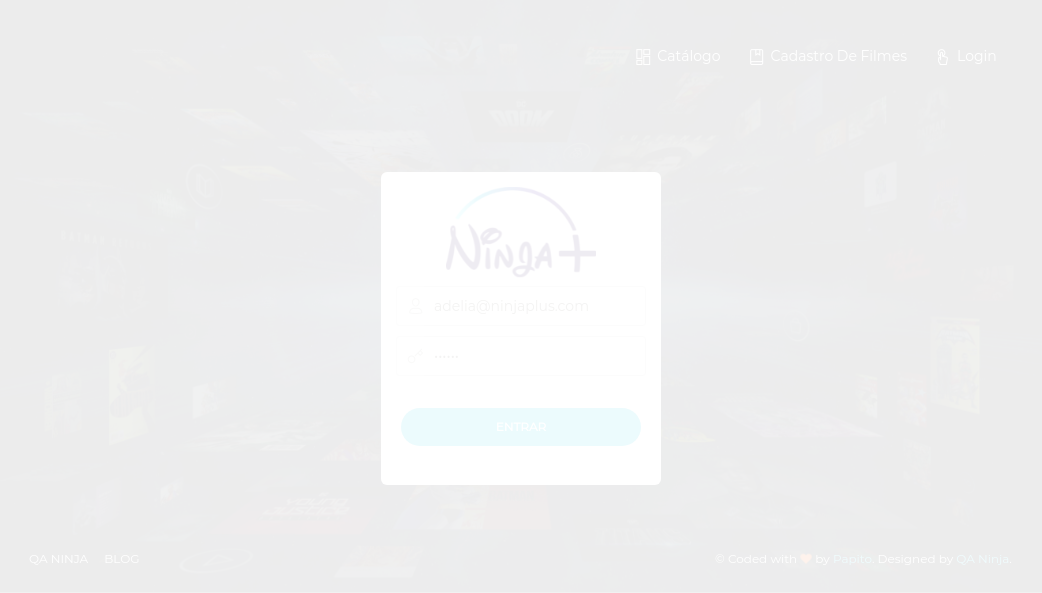 Catálogo
Cadastro De Filmes
Login
Ninja+
adelia@ninjaplus.com
••••••
ENTRAR
QA NINJA
BLOG
© Coded with ❤ by Papito. Designed by QA Ninja.